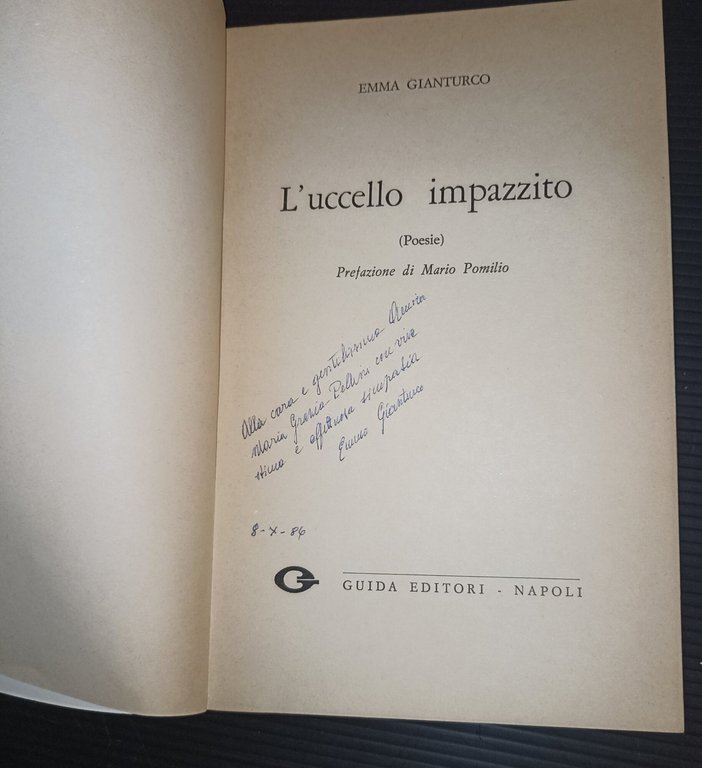 EMMA GIANTURCO
L'uccello impazzito
(Poesie)
Prefazione di Mario Pomilio
Alla cara e gentilissima Amica
Maria Grazia con viva
stima e affettuosa simpatia
Emma Gianturco
8-X-86
GUIDA EDITORI - NAPOLI